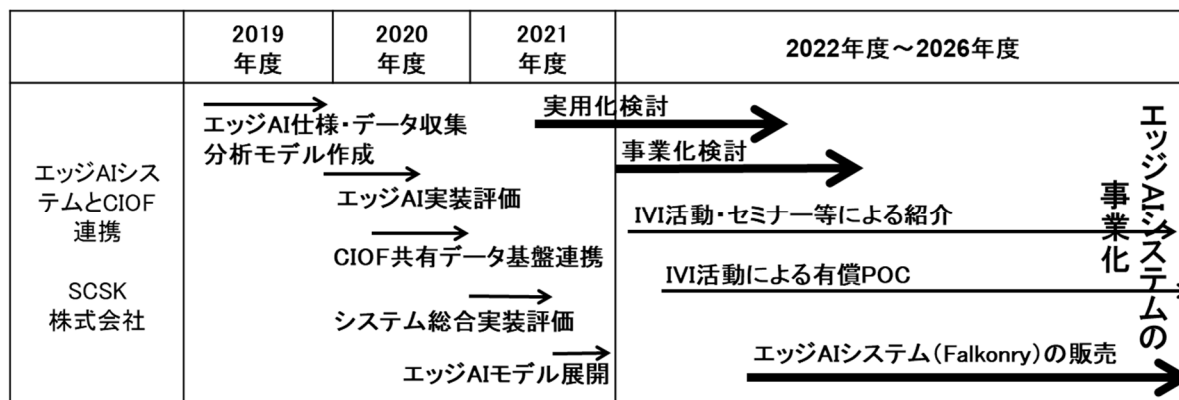 2019
年度
2020
年度
2021
年度
2022年度～2026年度
エッジAIシス
テムとCIOF
連携
SCSK
株式会社
エッジAI仕様・データ収集
分析モデル作成
エッジAI実装評価
CIOF共有データ基盤連携
システム総合実装評価
エッジAIモデル展開
実用化検討
事業化検討
IVI活動・セミナー等による紹介
IVI活動による有償POC
エッジAIシステム（Falkonry）の販売
エッジAIシステムの
事業化